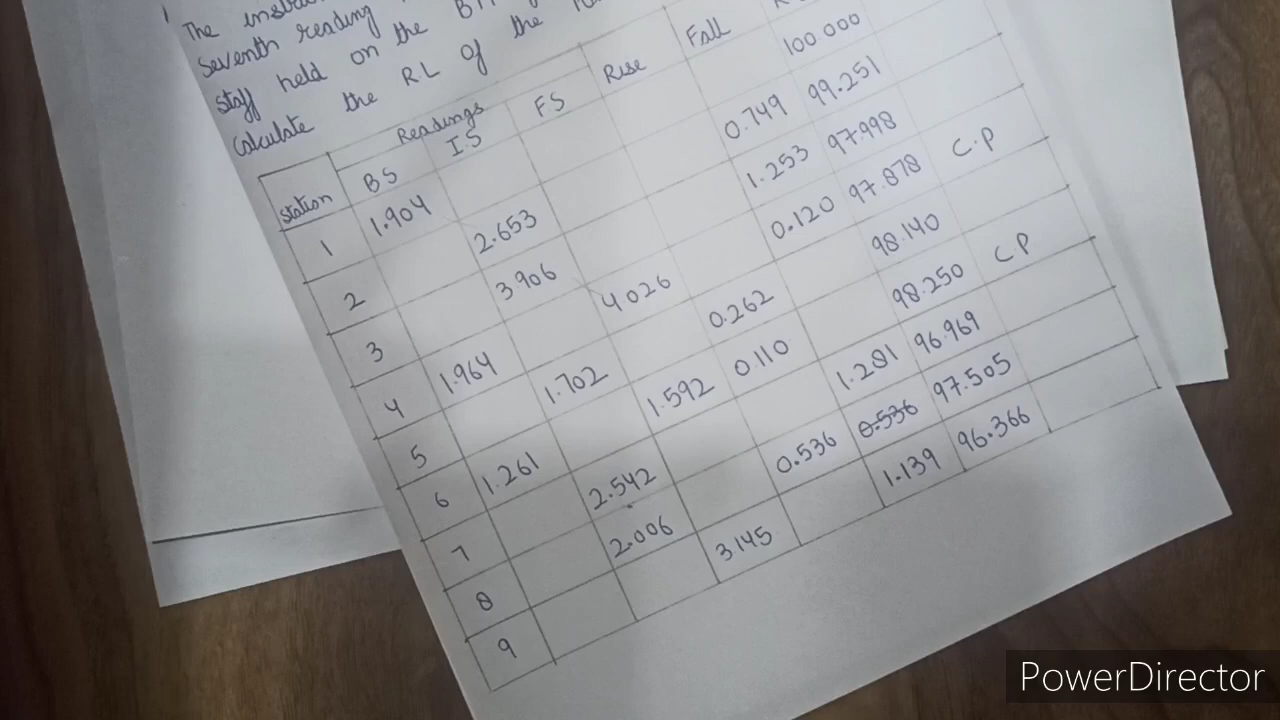 The
seventh reading
staff held on the
calculate the RL of the
Readings
Station BS I.S FS Rise Fall
1 1.904 100.000
2 2.653 0.749 99.251
3 3.906 1.253 97.998
4 1.964 4.026 0.120 97.878 C.P
5 1.702 0.262 98.140
6 1.261 1.592 0.110 98.250 CP
7 2.542 1.281 96.969
8 2.006 0.536 0.536 97.505
9 3.145 1.139 96.366
PowerDirector